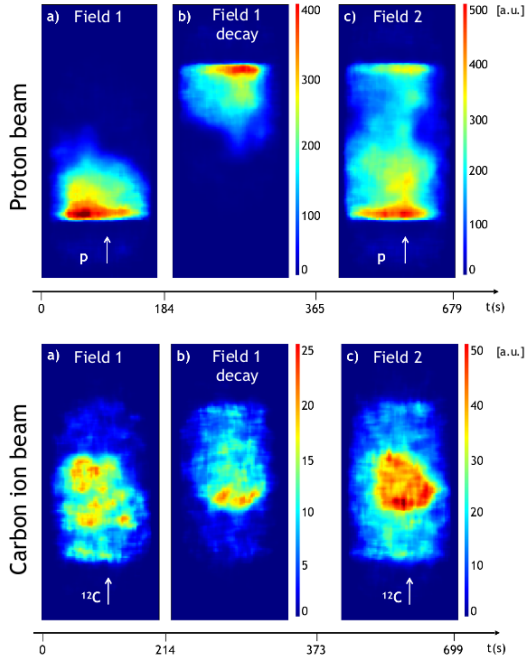 Proton beam
a) Field 1
b) Field 1
decay
c) Field 2
[a.u.]
400
300
200
100
0
500
400
300
200
100
0
p
p
0
184
365
679
t(s)
Carbon ion beam
a) Field 1
b) Field 1
decay
c) Field 2
[a.u.]
25
20
15
10
5
0
50
40
30
20
10
0
¹²C
¹²C
0
214
373
699
t(s)